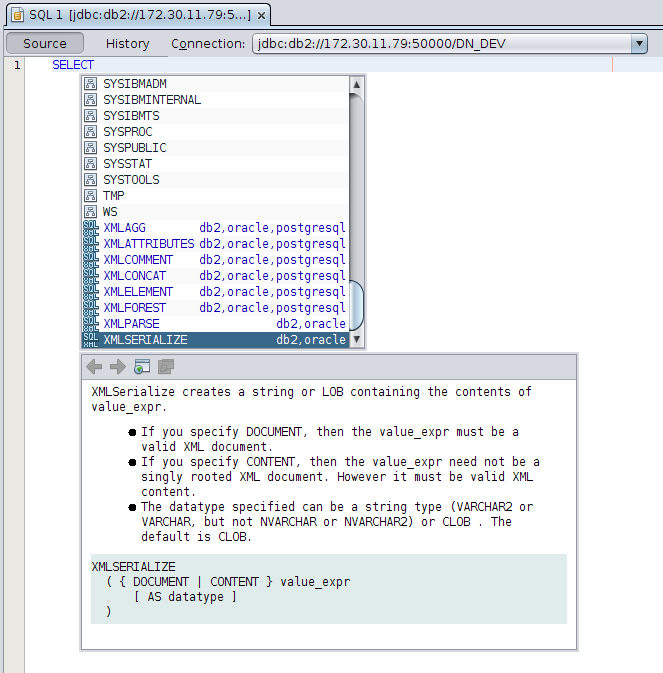 SQL 1 [jdbc:db2://172.30.11.79:5...] x
Source History Connection: jdbc:db2://172.30.11.79:50000/DN_DEV
1 SELECT
SYSIBMADM
SYSIBMINTERNAL
SYSIBMTS
SYSPROC
SYSPUBLIC
SYSSTAT
SYSTOOLS
TMP
WS
SQL XML XMLAGG db2,oracle,postgresql
SQL XML XMLATTRIBUTES db2,oracle,postgresql
SQL XML XMLCOMMENT db2,oracle,postgresql
SQL XML XMLCONCAT db2,oracle,postgresql
SQL XML XMLELEMENT db2,oracle,postgresql
SQL XML XMLFOREST db2,oracle,postgresql
SQL XML XMLPARSE db2,oracle
SQL XML XMLSERIALIZE db2,oracle
XMLSerialize creates a string or LOB containing the contents of
value_expr.
● If you specify DOCUMENT, then the value_expr must be a
valid XML document.
● If you specify CONTENT, then the value_expr need not be a
singly rooted XML document. However it must be valid XML
content.
● The datatype specified can be a string type (VARCHAR2 or
VARCHAR, but not NVARCHAR or NVARCHAR2) or CLOB . The
default is CLOB.
XMLSERIALIZE
( { DOCUMENT | CONTENT } value_expr
[ AS datatype ]
)